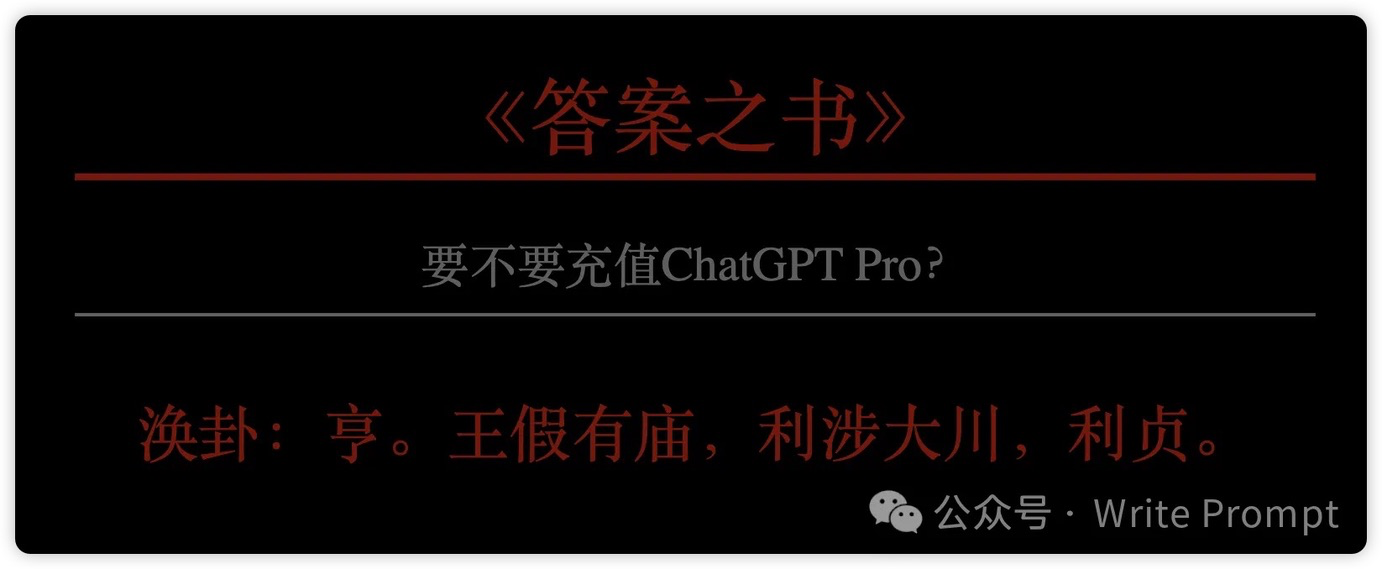 《答案之书》
要不要充值ChatGPT Pro?
涣卦：亨。王假有庙，利涉大川，利贞。
公众号 · Write Prompt